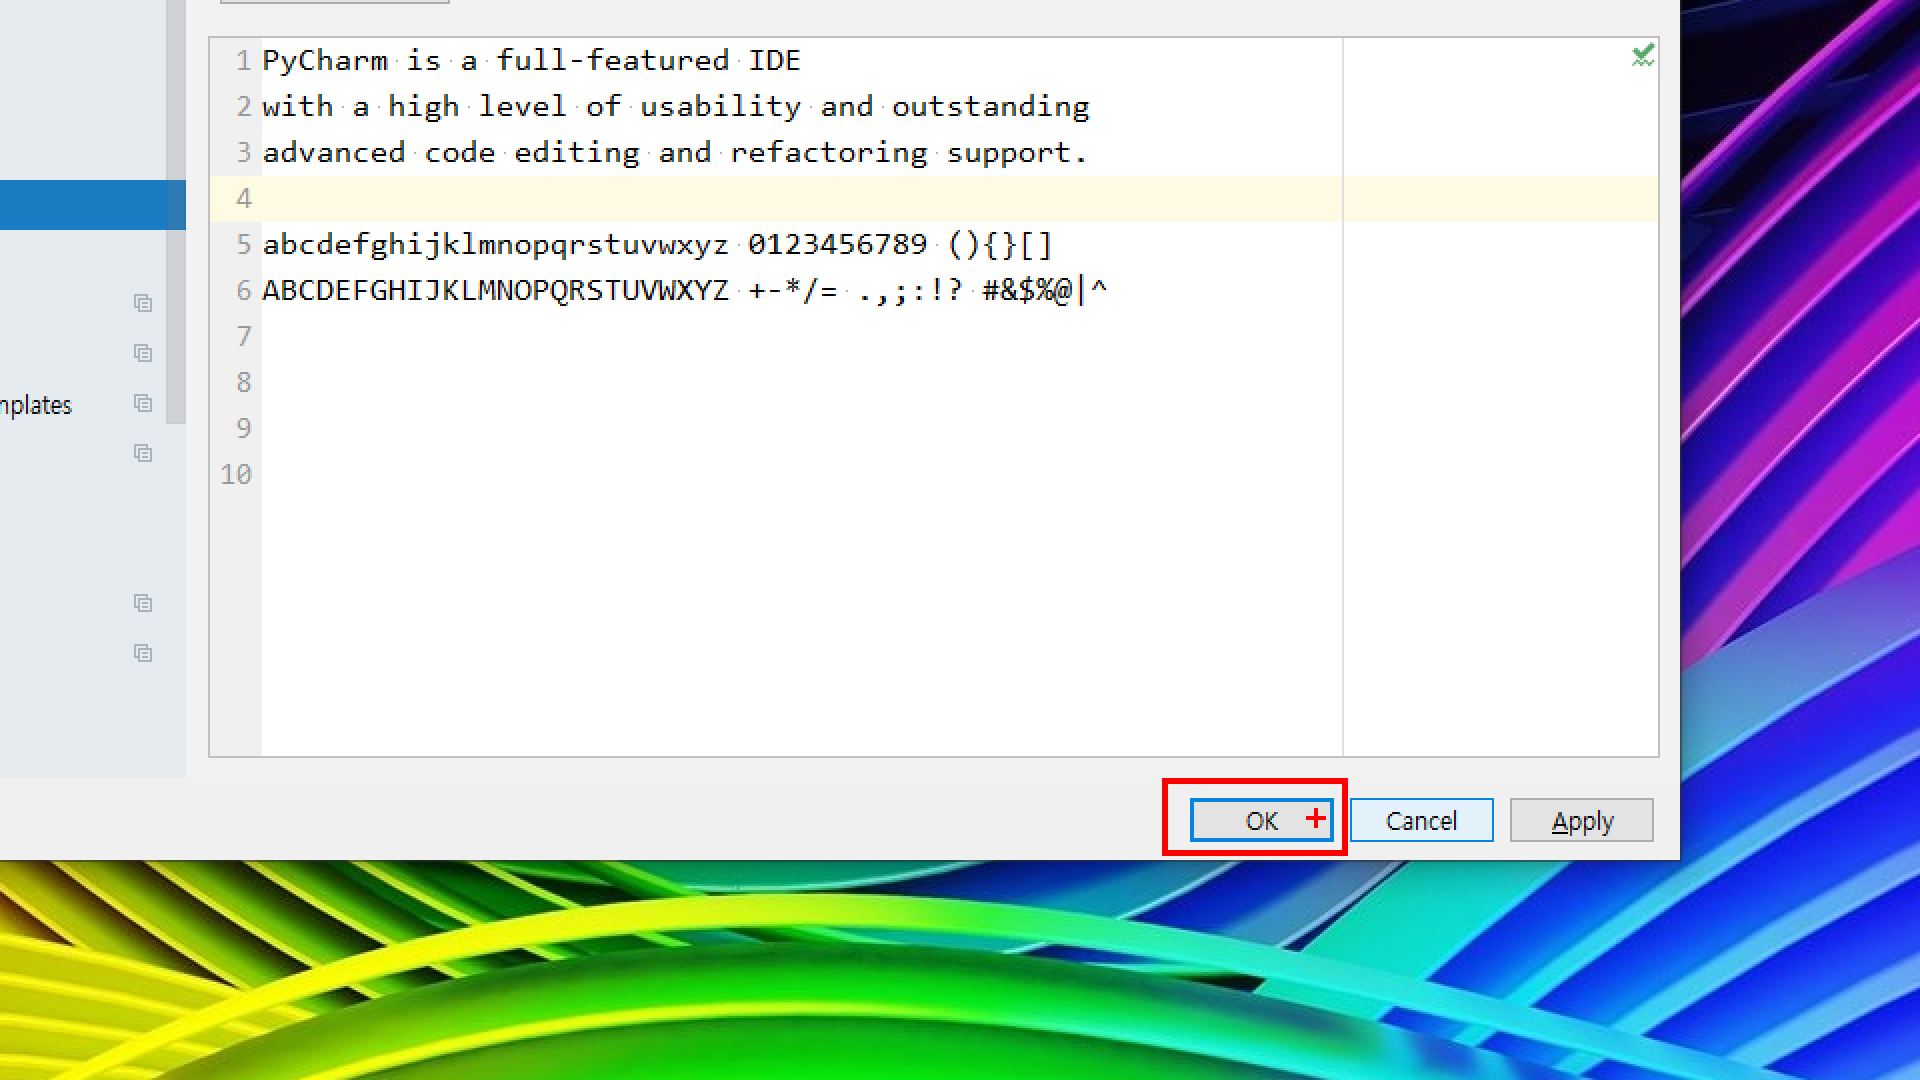 1 PyCharm is a full-featured IDE
2 with a high level of usability and outstanding
3 advanced code editing and refactoring support.
4
5 abcdefghijklmnopqrstuvwxyz 0123456789 (){}[]
6 ABCDEFGHIJKLMNOPQRSTUVWXYZ +-*/= .,;:!? #&$%@|^
7
8
9
10
nplates
OK Cancel Apply